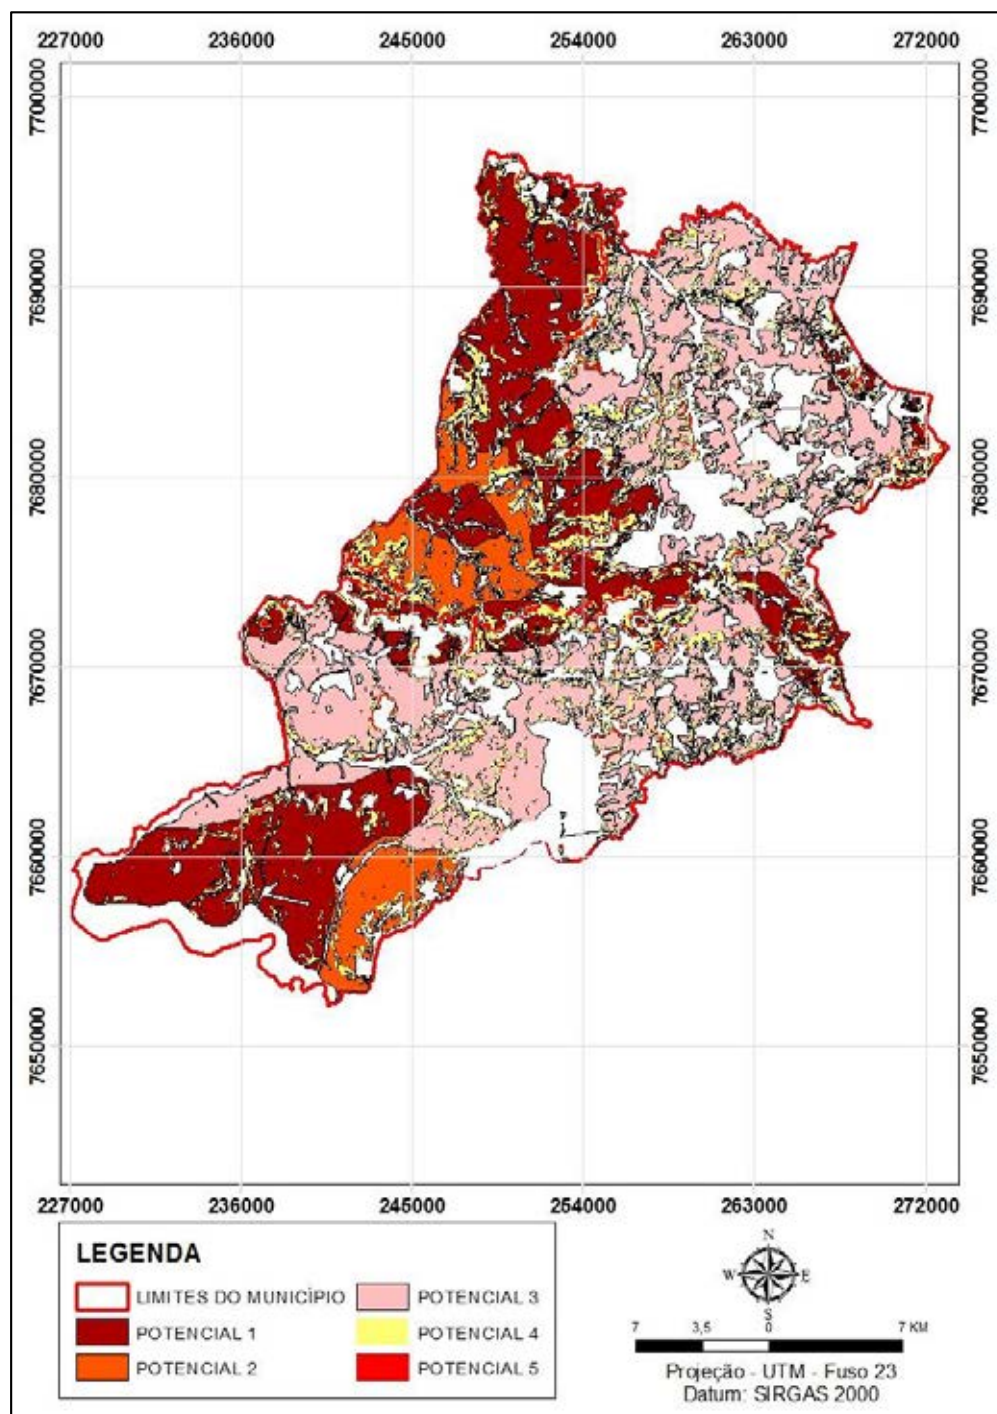 227000 236000 245000 254000 263000 272000
7700000 7700000
7690000 7690000
7680000 7680000
7670000 7670000
7660000 7660000
7650000 7650000
227000 236000 245000 254000 263000 272000
LEGENDA
LIMITES DO MUNICÍPIO
POTENCIAL 1
POTENCIAL 2
POTENCIAL 3
POTENCIAL 4
POTENCIAL 5
N
W E
S
7 3,5 0 7 KM
Projeção - UTM - Fuso 23
Datum: SIRGAS 2000